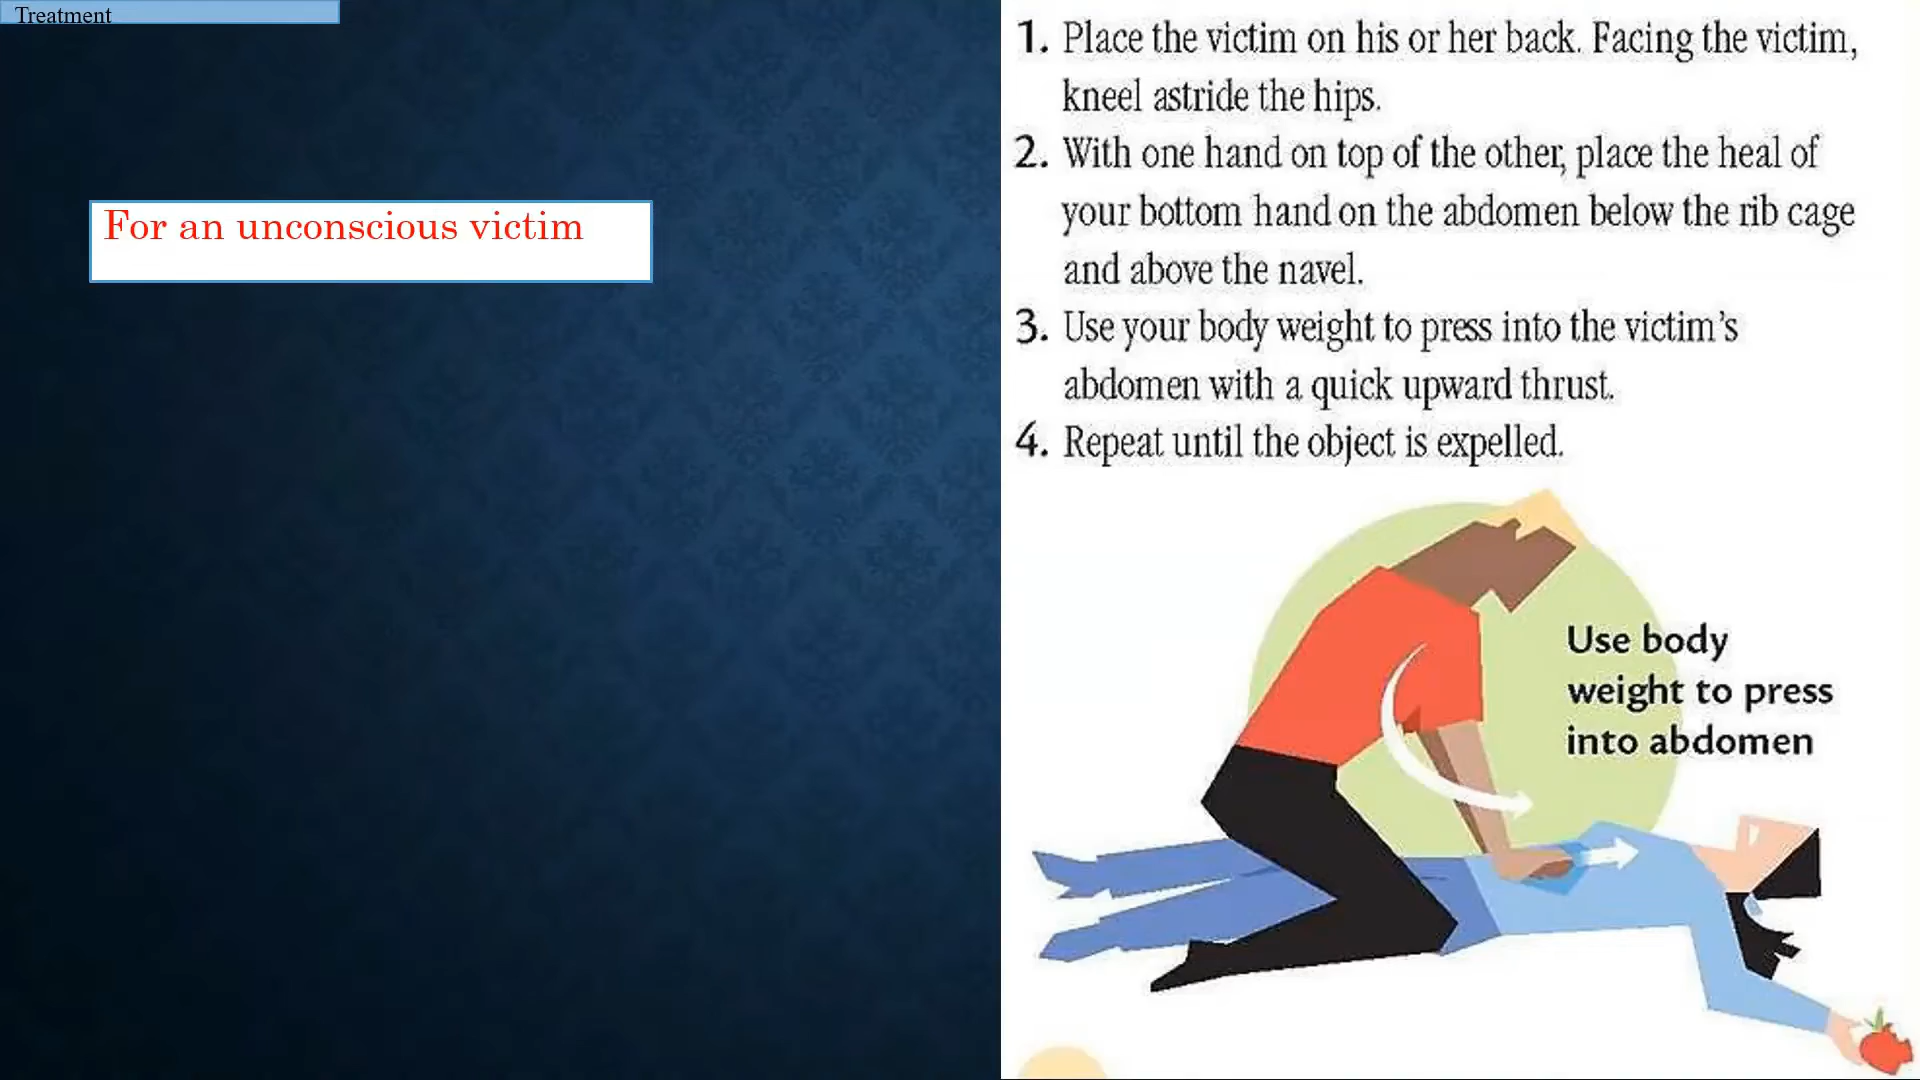 Treatment
For an unconscious victim
1. Place the victim on his or her back. Facing the victim,
kneel astride the hips.
2. With one hand on top of the other, place the heal of
your bottom hand on the abdomen below the rib cage
and above the navel.
3. Use your body weight to press into the victim's
abdomen with a quick upward thrust.
4. Repeat until the object is expelled.
Use body
weight to press
into abdomen